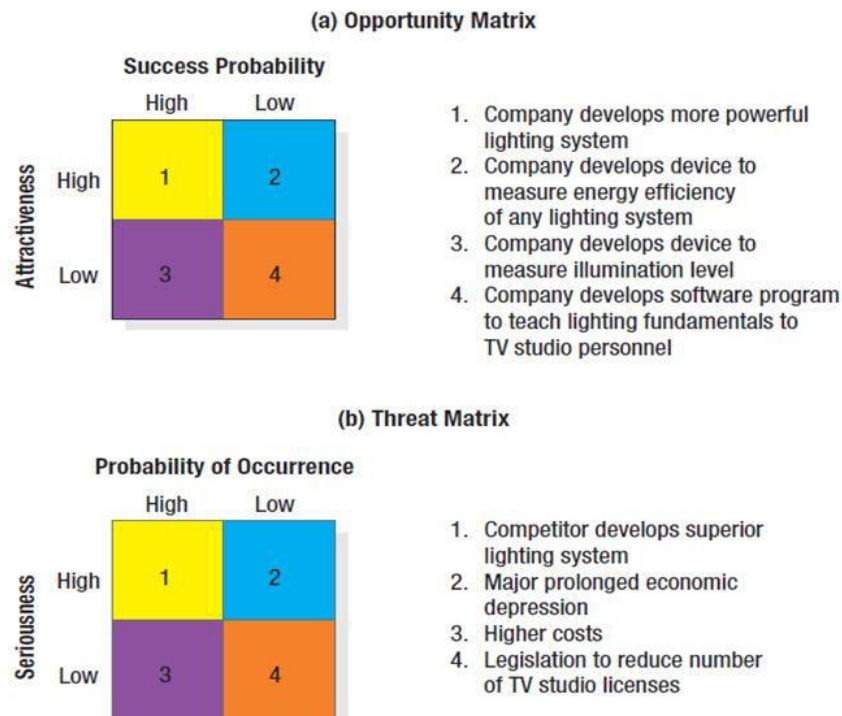 (a) Opportunity Matrix
Success Probability
High Low
Attractiveness
High 1 2
Low 3 4
1. Company develops more powerful
lighting system
2. Company develops device to
measure energy efficiency
of any lighting system
3. Company develops device to
measure illumination level
4. Company develops software program
to teach lighting fundamentals to
TV studio personnel
(b) Threat Matrix
Probability of Occurrence
High Low
Seriousness
High 1 2
Low 3 4
1. Competitor develops superior
lighting system
2. Major prolonged economic
depression
3. Higher costs
4. Legislation to reduce number
of TV studio licenses